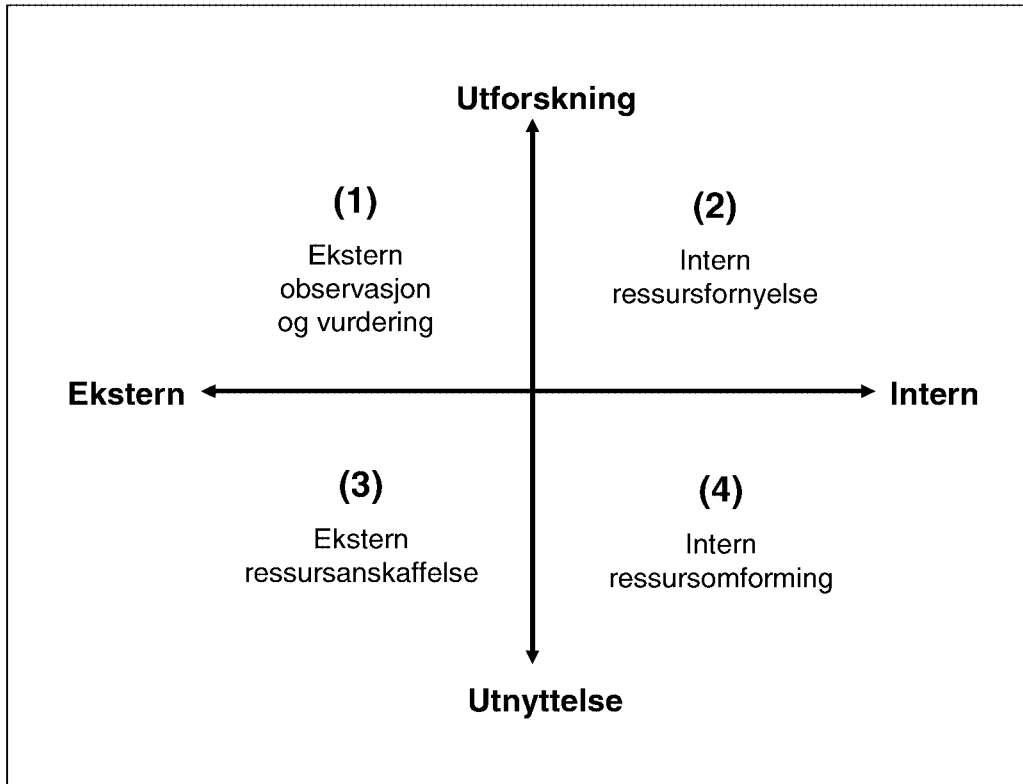 Utforskning
(1)
Ekstern
observasjon
og vurdering
(2)
Intern
ressursfornyelse
Ekstern
Intern
(3)
Ekstern
ressursanskaffelse
(4)
Intern
ressursomforming
Utnyttelse